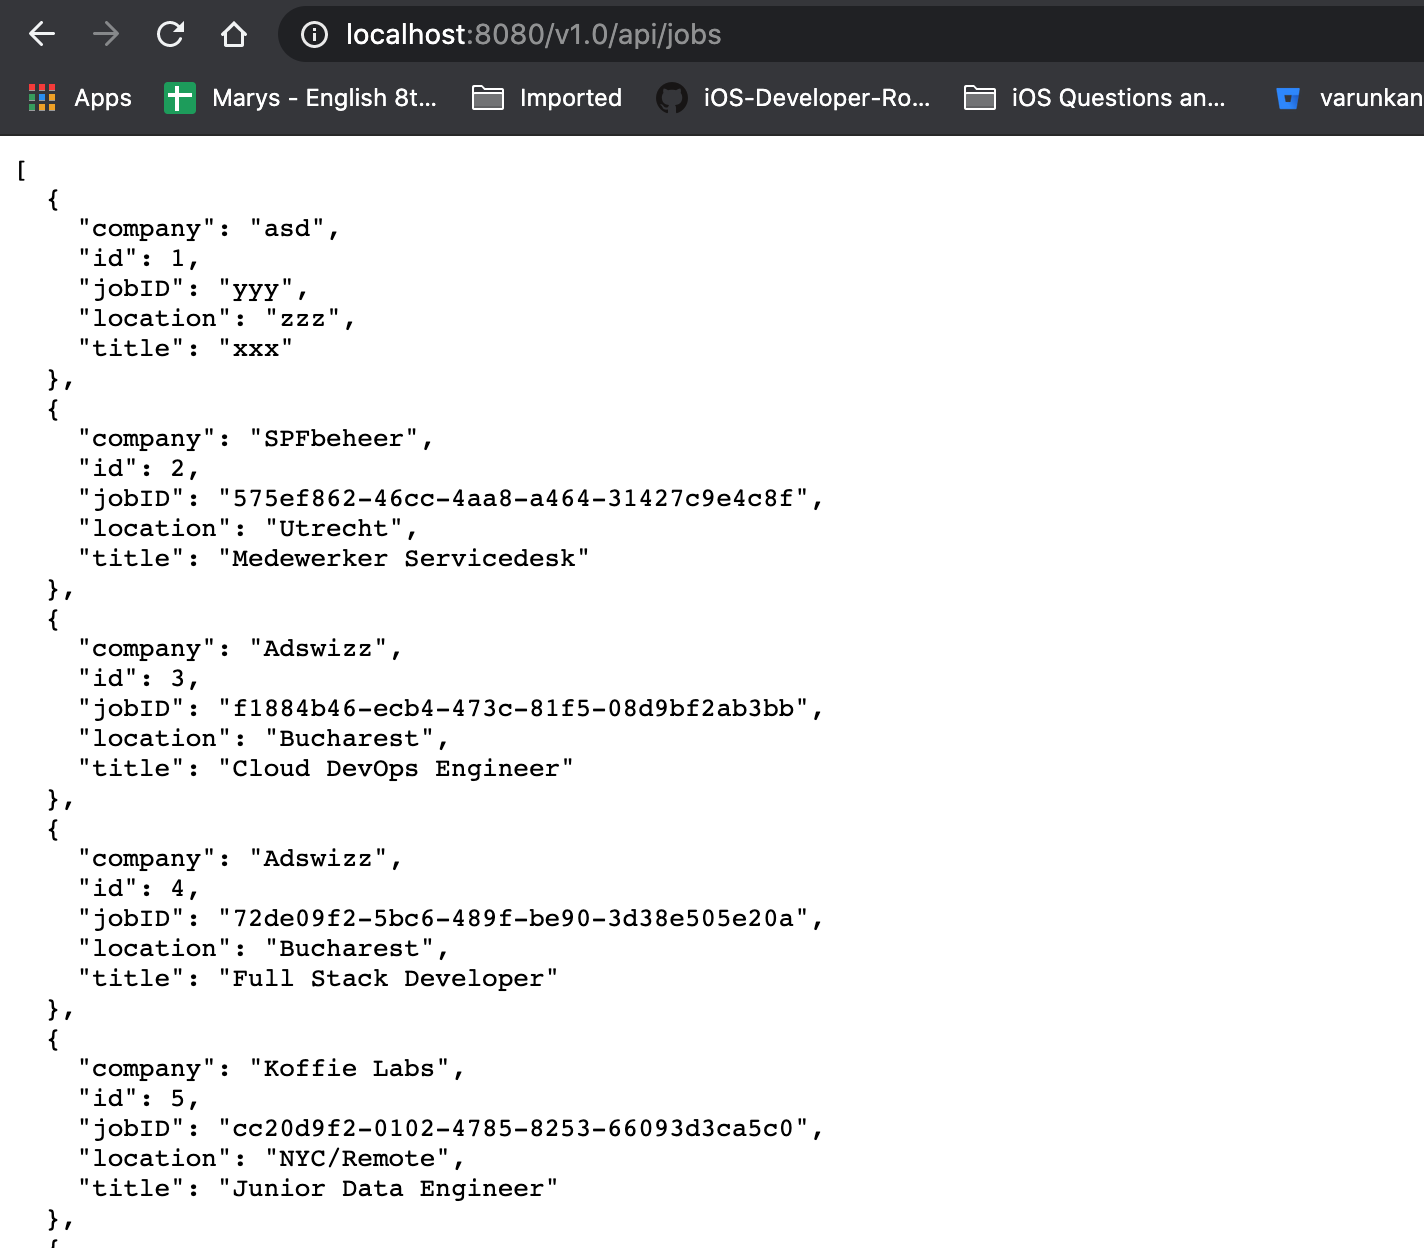 localhost:8080/v1.0/api/jobs
Apps Marys - English 8t... Imported iOS-Developer-Ro... iOS Questions an... varunkan
[
{
"company": "asd",
"id": 1,
"jobID": "yyy",
"location": "zzz",
"title": "xxx"
},
{
"company": "SPFbeheer",
"id": 2,
"jobID": "575ef862-46cc-4aa8-a464-31427c9e4c8f",
"location": "Utrecht",
"title": "Medewerker Servicedesk"
},
{
"company": "Adswizz",
"id": 3,
"jobID": "f1884b46-ecb4-473c-81f5-08d9bf2ab3bb",
"location": "Bucharest",
"title": "Cloud DevOps Engineer"
},
{
"company": "Adswizz",
"id": 4,
"jobID": "72de09f2-5bc6-489f-be90-3d38e505e20a",
"location": "Bucharest",
"title": "Full Stack Developer"
},
{
"company": "Koffie Labs",
"id": 5,
"jobID": "cc20d9f2-0102-4785-8253-66093d3ca5c0",
"location": "NYC/Remote",
"title": "Junior Data Engineer"
},
{